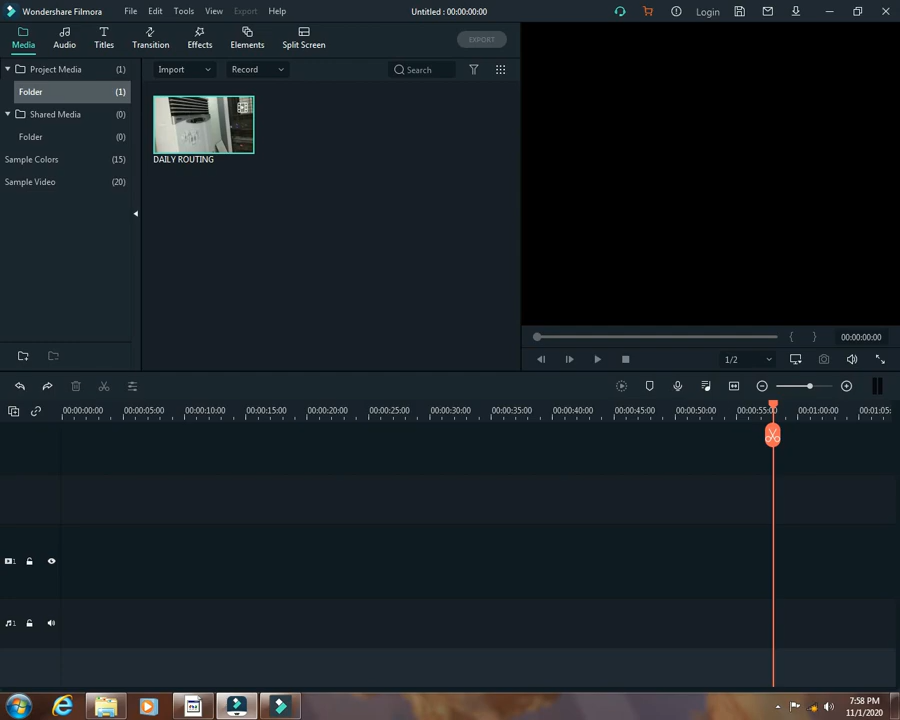 Wondershare Filmora File Edit Tools View Export Help Untitled : 00:00:00:00 Login
Media Audio Titles Transition Effects Elements Split Screen EXPORT
Project Media (1) Import Record Search
Folder (1)
Shared Media (0)
Folder (0)
Sample Colors (15)
Sample Video (20)
DAILY ROUTING
00:00:00:00
1/2
00:00:00:00 00:00:05:00 00:00:10:00 00:00:15:00 00:00:20:00 00:00:25:00 00:00:30:00 00:00:35:00 00:00:40:00 00:00:45:00 00:00:50:00 00:00:55:00 00:01:00:00 00:01:05:
1
1
7:58 PM
11/1/2020